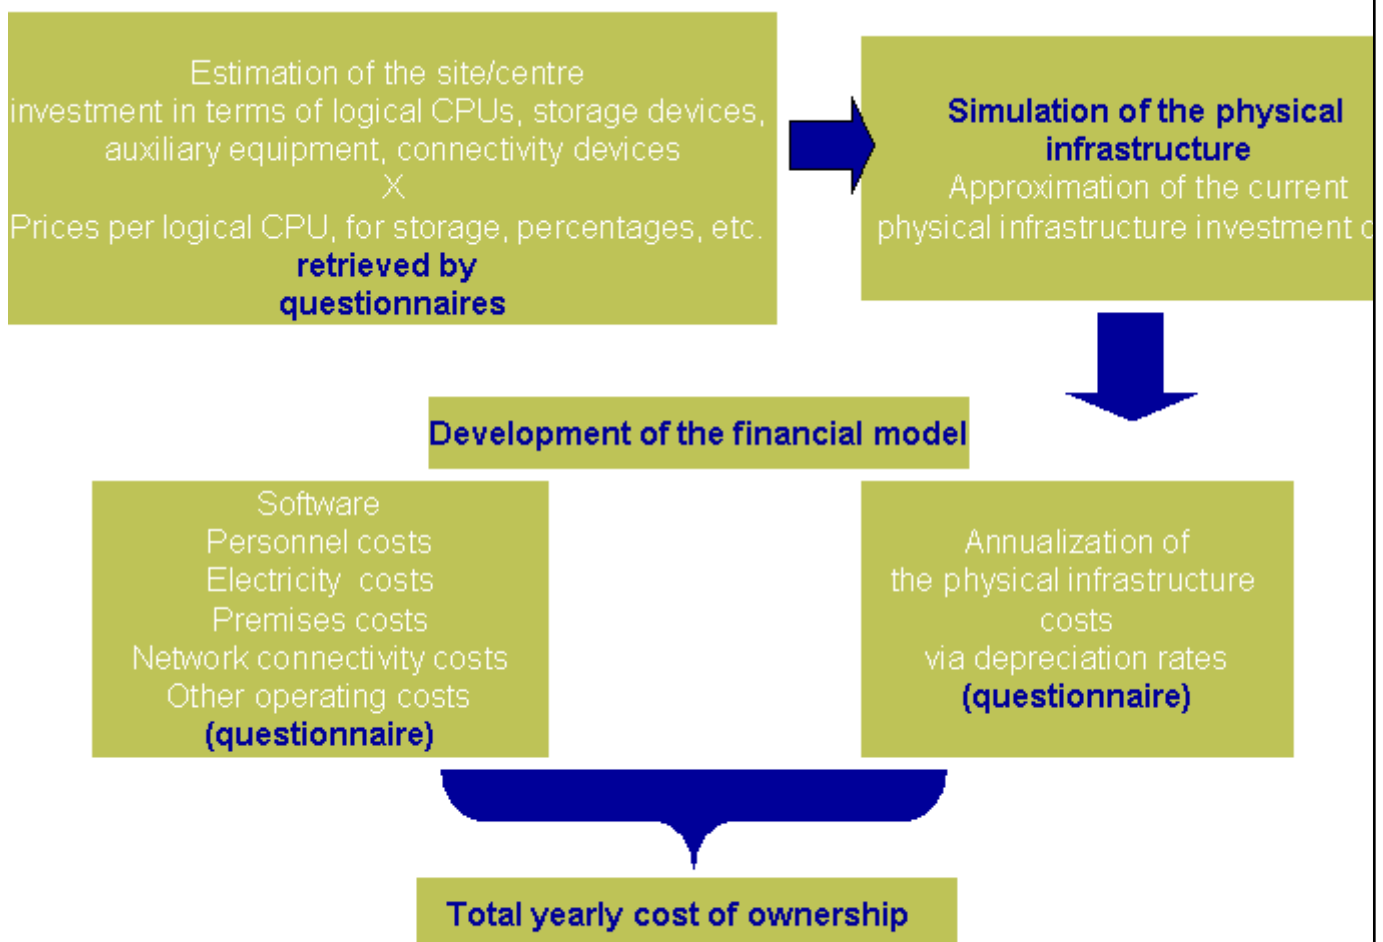 Estimation of the site/centre
investment in terms of logical CPUs, storage devices,
auxiliary equipment, connectivity devices
X
Prices per logical CPU, for storage, percentages, etc.
retrieved by
questionnaires
Simulation of the physical
infrastructure
Approximation of the current
physical infrastructure investment
Development of the financial model
Software
Personnel costs
Electricity costs
Premises costs
Network connectivity costs
Other operating costs
(questionnaire)
Annualization of
the physical infrastructure
costs
via depreciation rates
(questionnaire)
Total yearly cost of ownership